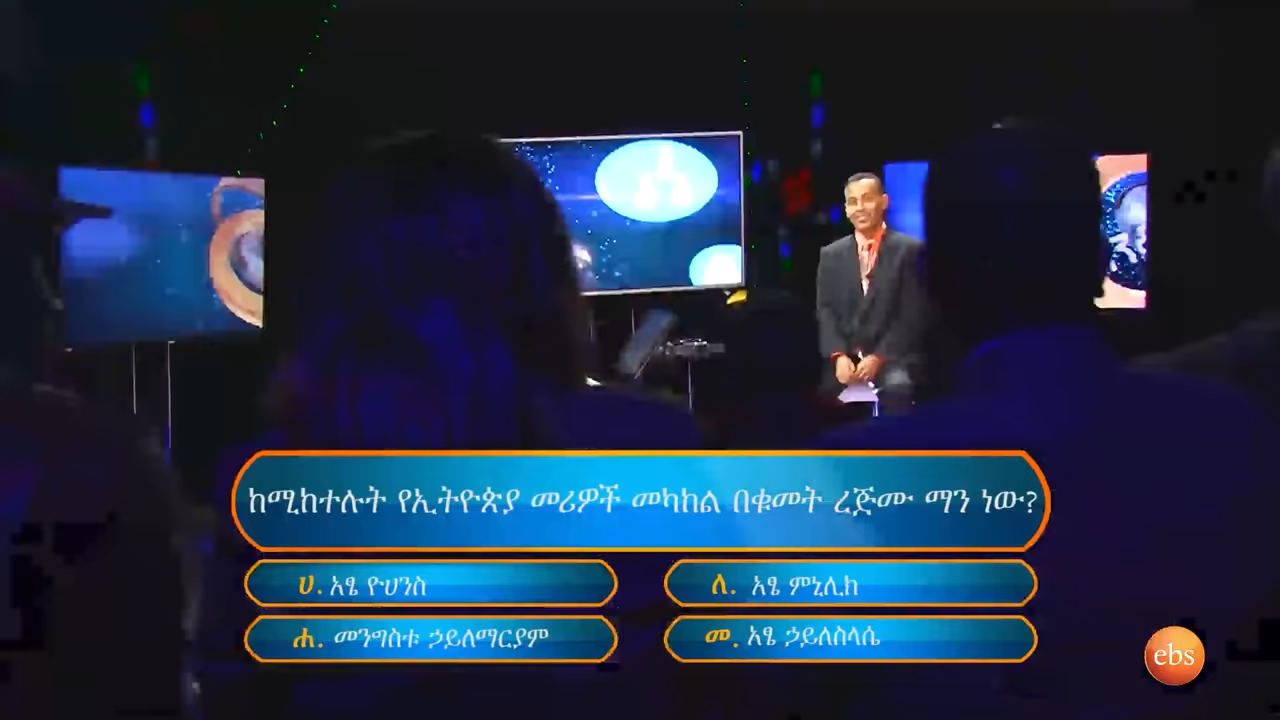 ከሚከተሉት የኢትዮጵያ መሪዎች መካከል በቁመት ረጅሙ ማን ነው?
ሀ. አፄ ዮሀንስ
ለ. አፄ ምኒሊክ
ሐ. መንግስቱ ኃይለማርያም
መ. አፄ ኃይለስላሴ
ebs